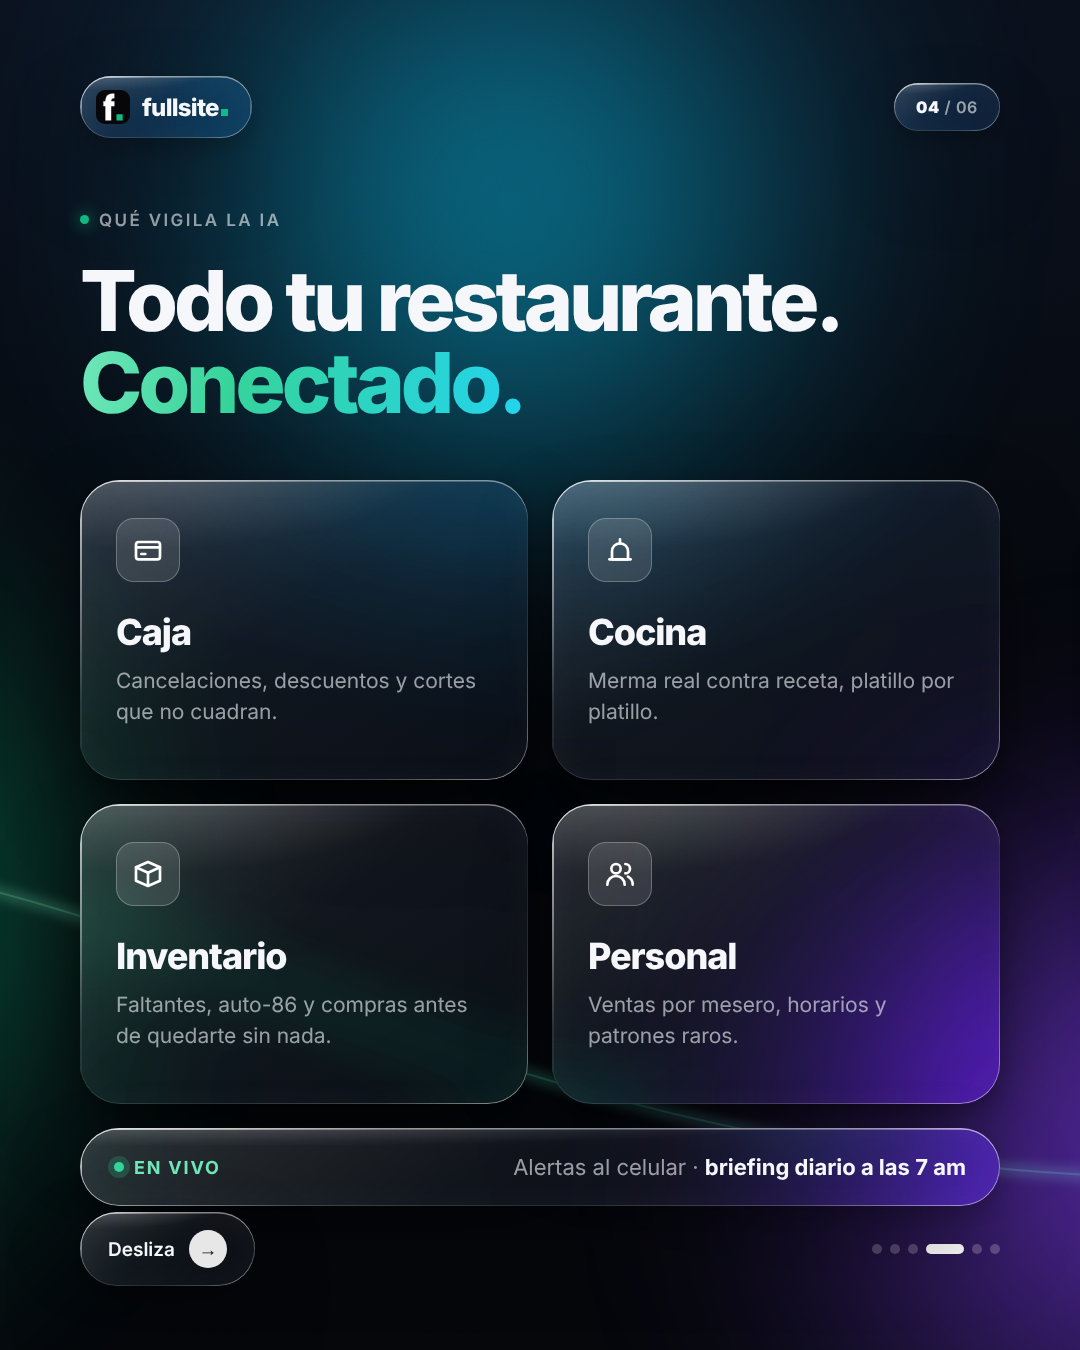 f. fullsite.
04 / 06
QUÉ VIGILA LA IA
Todo tu restaurante.
Conectado.
Caja
Cancelaciones, descuentos y cortes
que no cuadran.
Cocina
Merma real contra receta, platillo por
platillo.
Inventario
Faltantes, auto-86 y compras antes
de quedarte sin nada.
Personal
Ventas por mesero, horarios y
patrones raros.
EN VIVO
Alertas al celular · briefing diario a las 7 am
Desliza →